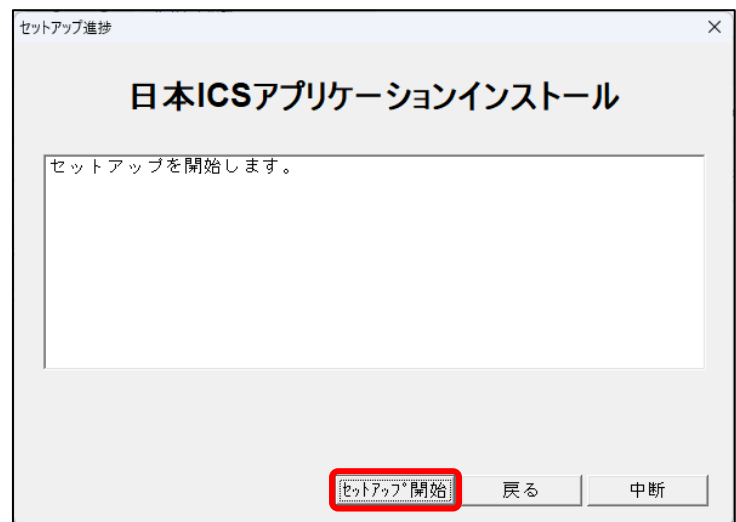 セットアップ進捗
日本ICSアプリケーションインストール
セットアップを開始します。
ｾｯﾄｱｯﾌﾟ開始 戻る 中断